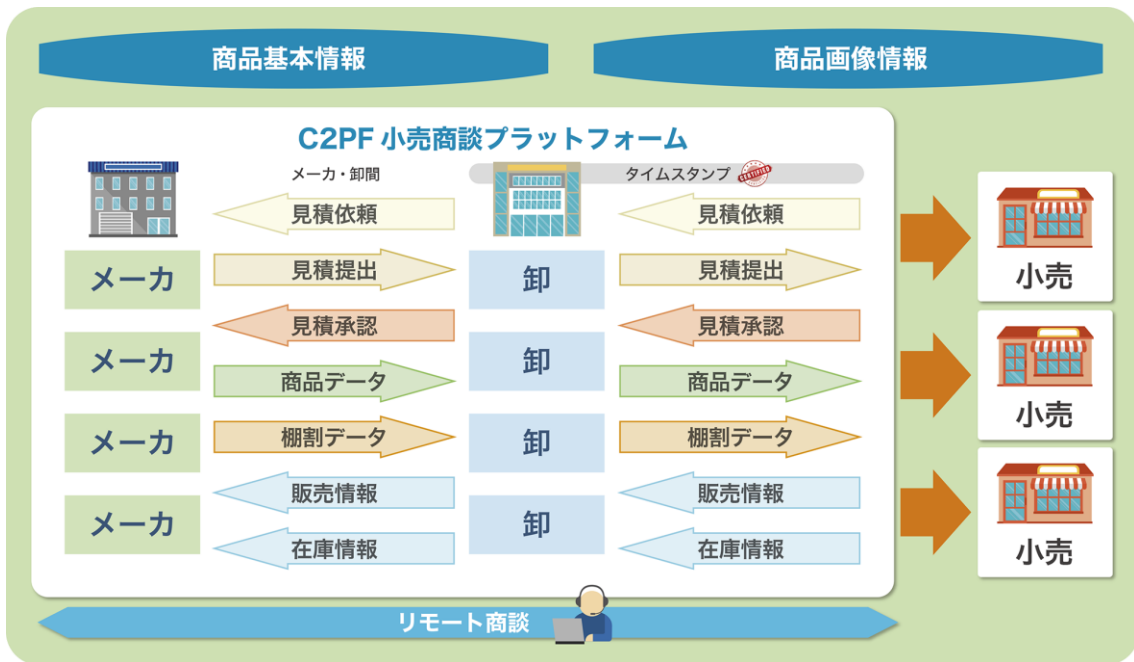 商品基本情報
商品画像情報
C2PF 小売商談プラットフォーム
メーカ・卸間
タイムスタンプ
CERTIFIED
見積依頼
見積依頼
メーカ
見積提出
卸
見積提出
小売
見積承認
見積承認
メーカ
商品データ
卸
商品データ
小売
メーカ
棚割データ
卸
棚割データ
販売情報
販売情報
メーカ
在庫情報
卸
在庫情報
小売
リモート商談